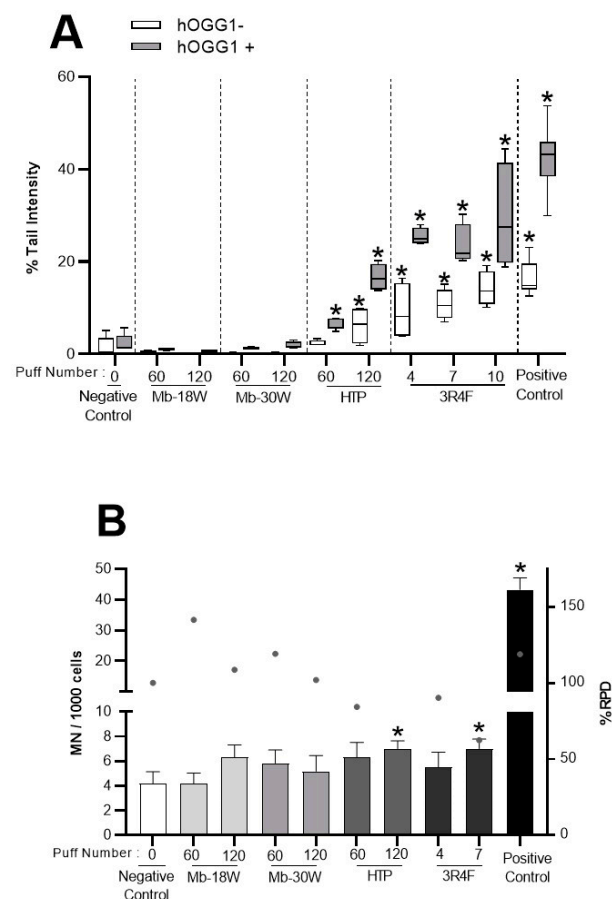 A
hOGG1-
hOGG1 +
60
40
20
0
% Tail Intensity
* * * * * * * * * * *
Puff Number : 0 60 120 60 120 60 120 4 7 10
Negative Control Mb-18W Mb-30W HTP 3R4F Positive Control
B
50
40
30
20
10
8
6
4
2
0
MN / 1000 cells
150
100
50
0
%RPD
* * *
Puff Number : 0 60 120 60 120 60 120 4 7
Negative Control Mb-18W Mb-30W HTP 3R4F Positive Control